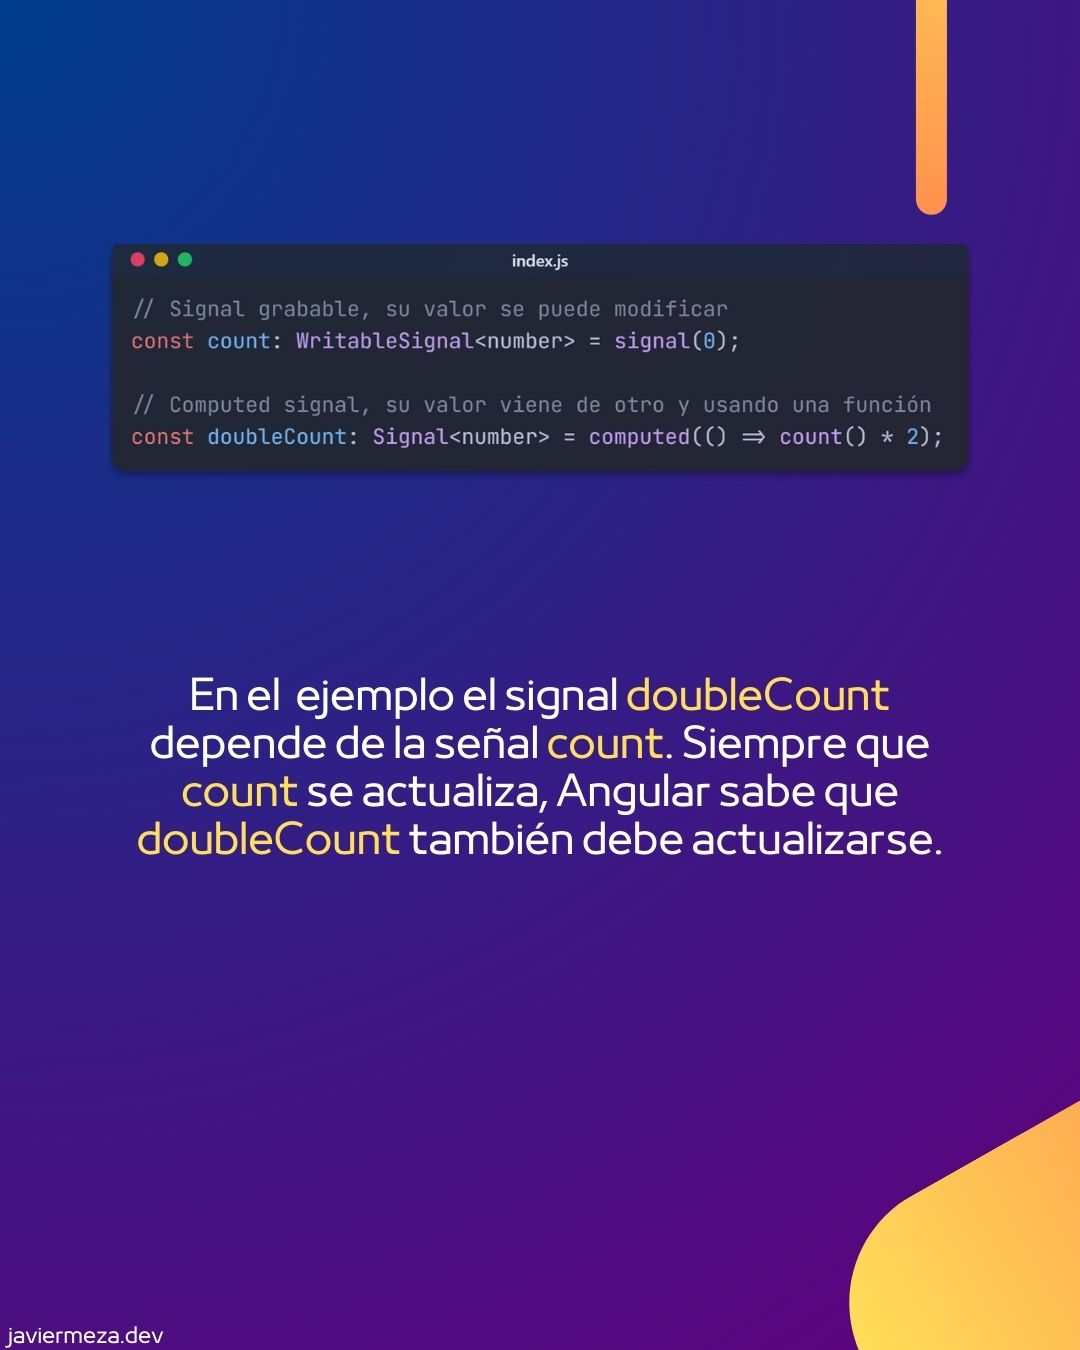 index.js
// Signal grabable, su valor se puede modificar
const count: WritableSignal<number> = signal(0);
// Computed signal, su valor viene de otro y usando una función
const doubleCount: Signal<number> = computed(() => count() * 2);
En el  ejemplo el signal doubleCount
depende de la señal count. Siempre que
count se actualiza, Angular sabe que
doubleCount también debe actualizarse.
javiermeza.dev